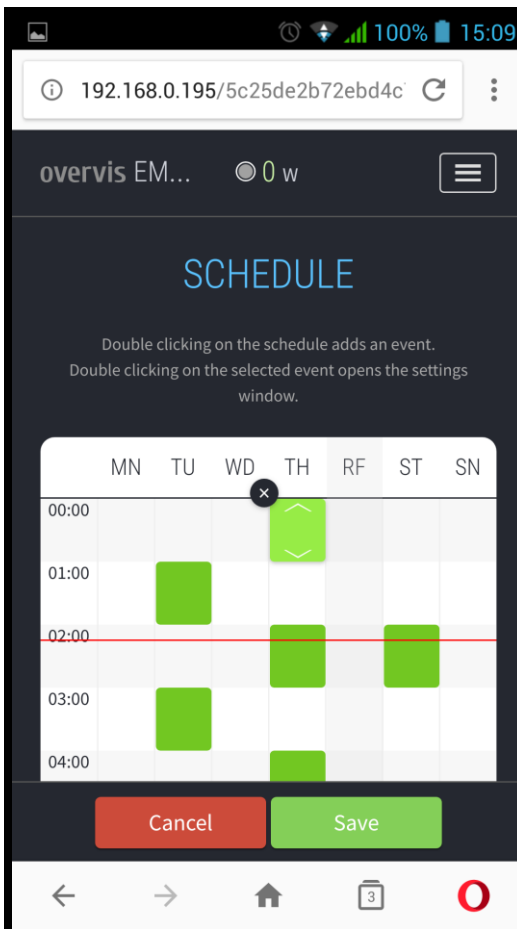 100% 15:09
192.168.0.195/5c25de2b72ebd4c
overvis EM... 0 w
SCHEDULE
Double clicking on the schedule adds an event.
Double clicking on the selected event opens the settings
window.
MN TU WD TH RF ST SN
00:00
01:00
02:00
03:00
04:00
Cancel Save
3